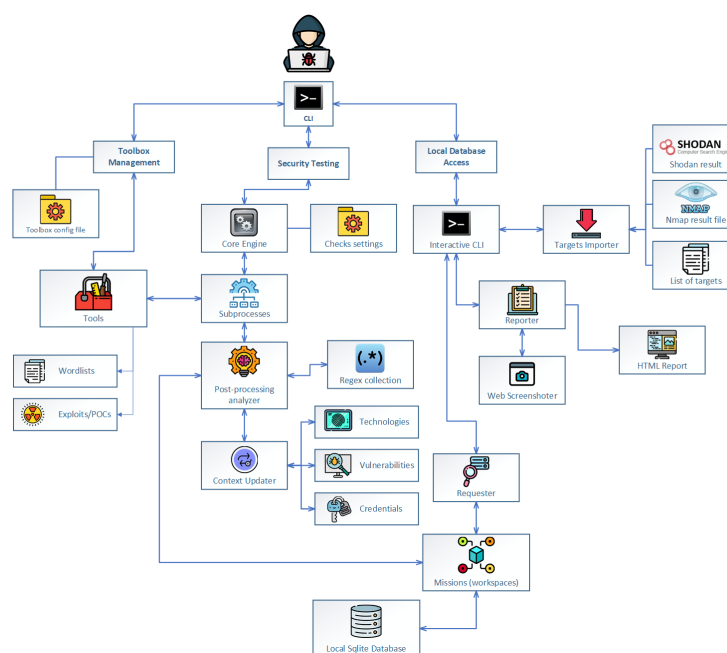 >_
CLI
Toolbox
Management
Security Testing
Local Database
Access
SHODAN
Computer Search Engi
Shodan result
Toolbox config file
NMAP
Nmap result file
>_
Core Engine
Checks settings
Interactive CLI
Targets Importer
List of targets
Tools
Subprocesses
Reporter
HTML Report
Wordlists
(.*)
Post-processing
analyzer
Regex collection
Web Screenshoter
Exploits/POCs
Technologies
Context Updater
Vulnerabilities
Requester
Credentials
Missions (workspaces)
Local Sqlite Database